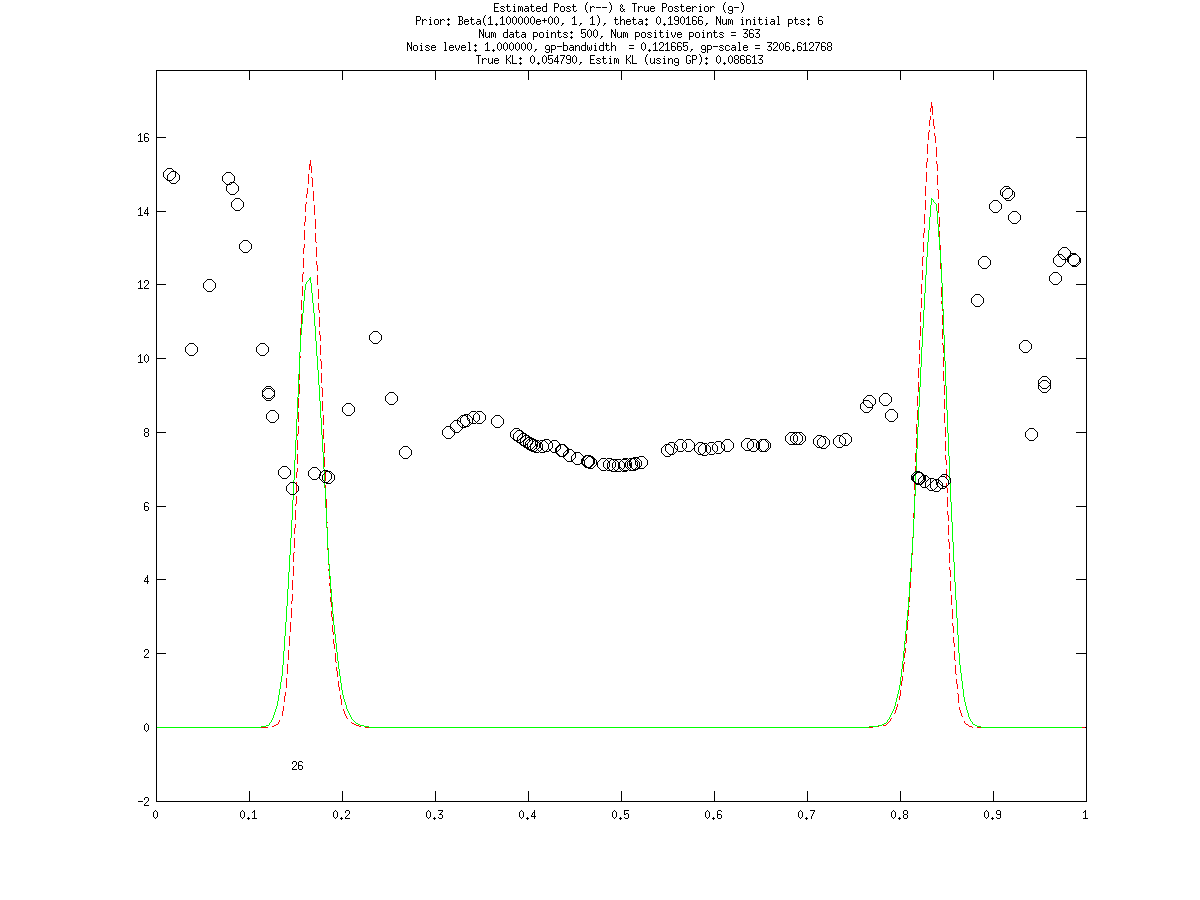 Estimated Post (r--) & True Posterior (g-)
Prior: Beta(1.100000e+00, 1, 1), theta: 0.190166, Num initial pts: 6
Num data points: 500, Num positive points = 363
Noise level: 1.000000, gp-bandwidth  = 0.121665, gp-scale = 3206.612768
True KL: 0.054790, Estim KL (using GP): 0.086613
16
14
12
10
8
6
4
2
0
26
-2
0 0.1 0.2 0.3 0.4 0.5 0.6 0.7 0.8 0.9 1